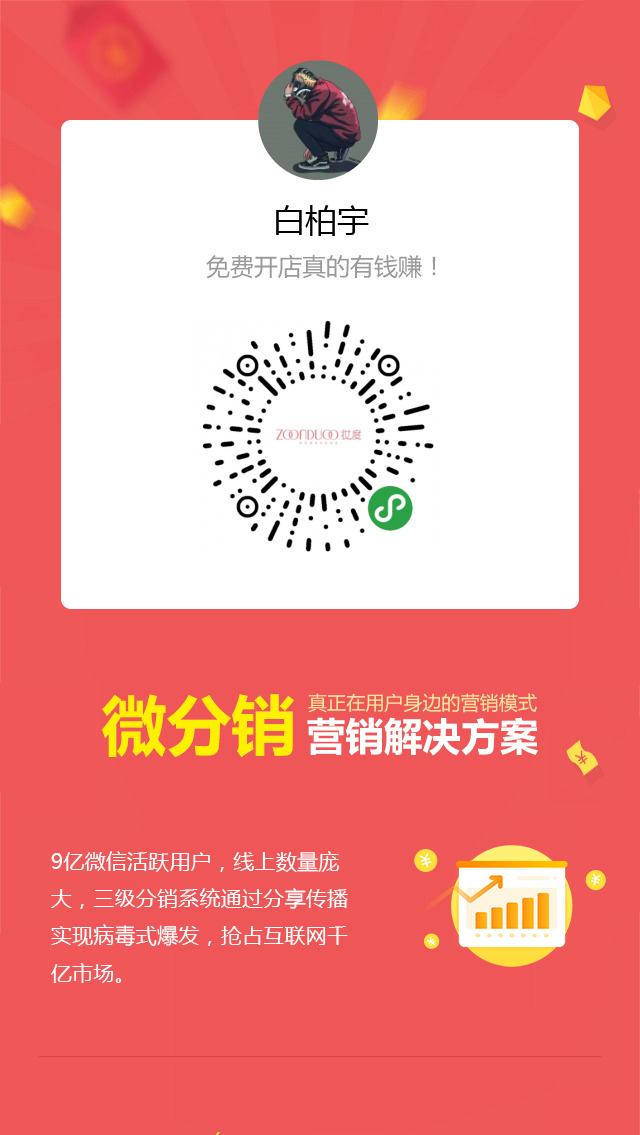 白柏宇
免费开店真的有钱赚！
ZOONDUOO 世度
微分销
真正在用户身边的营销模式
营销解决方案
9亿微信活跃用户，线上数量庞
大，三级分销系统通过分享传播
实现病毒式爆发，抢占互联网千
亿市场。